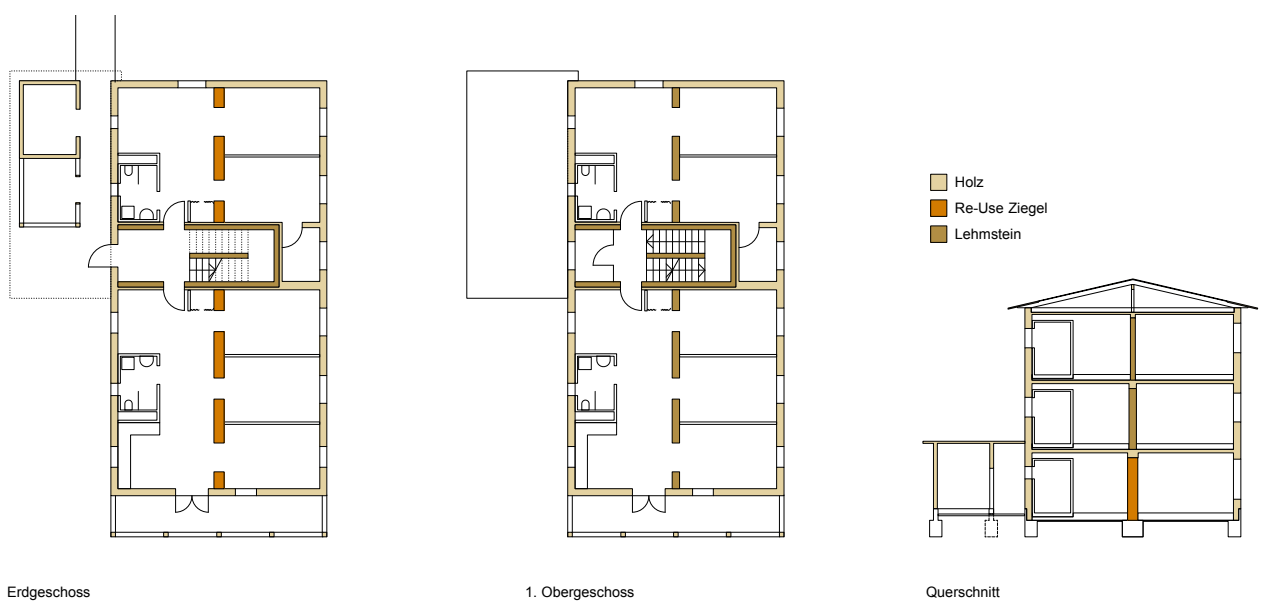 Holz
Re-Use Ziegel
Lehmstein
Erdgeschoss
1. Obergeschoss
Querschnitt